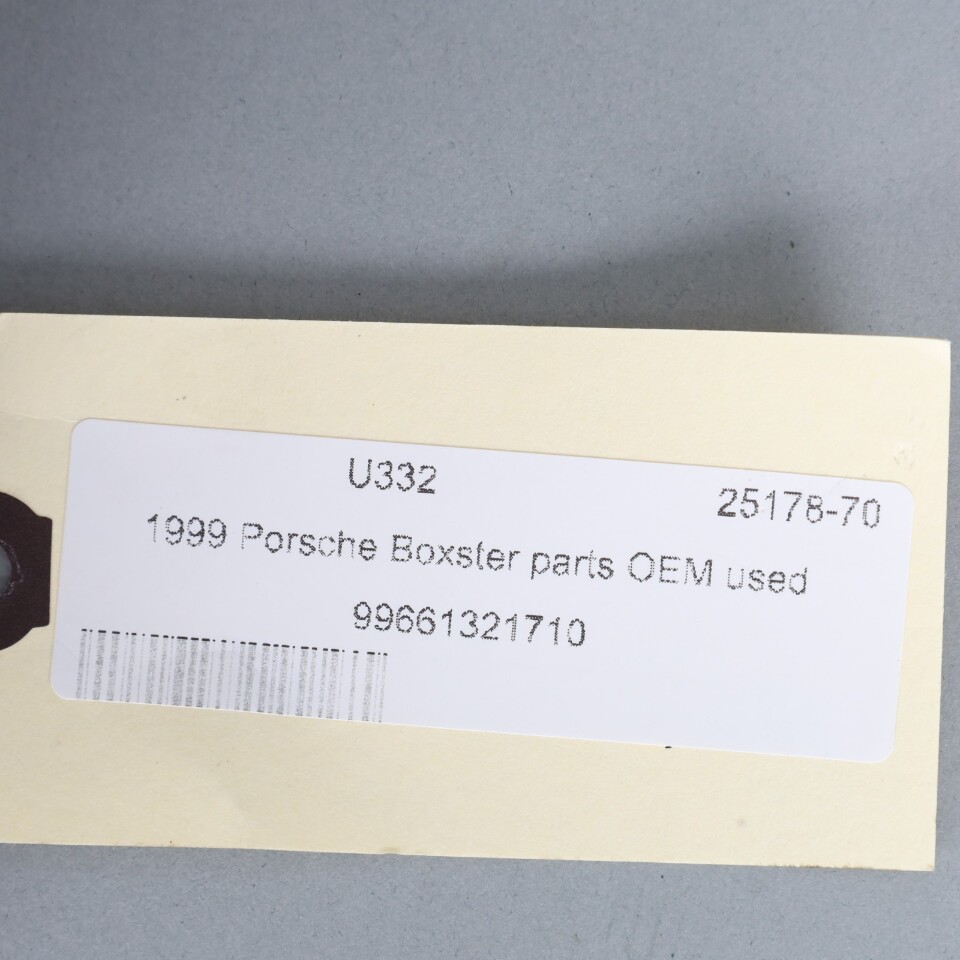 U332
25178-70
1999 Porsche Boxster parts OEM used
99661321710